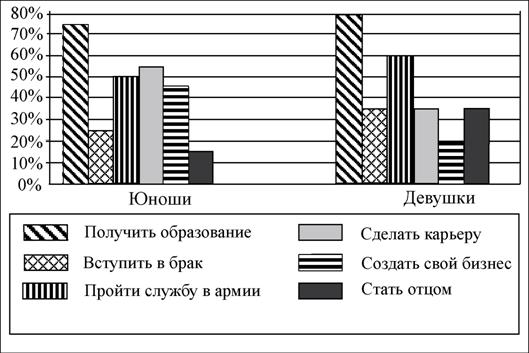 80%
70%
60%
50%
40%
30%
20%
10%
0%
Юноши Девушки
Получить образование Сделать карьеру
Вступить в брак Создать свой бизнес
Пройти службу в армии Стать отцом